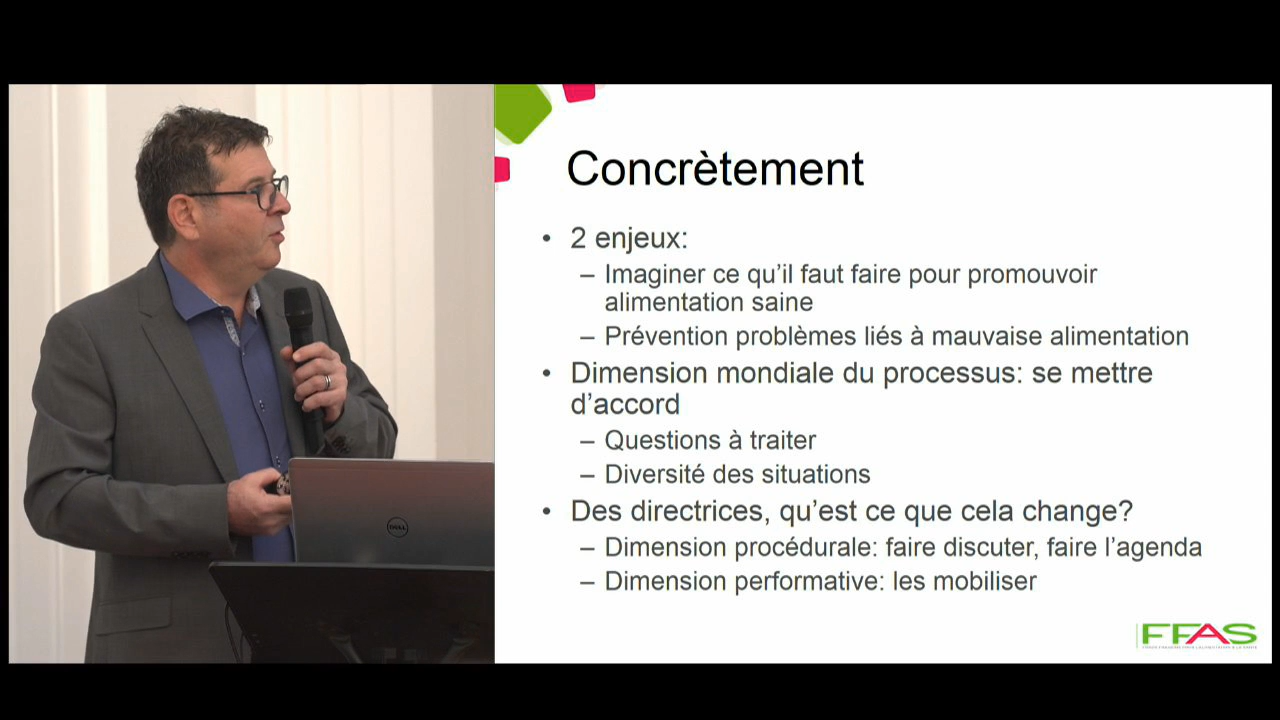 Concrètement
• 2 enjeux:
– Imaginer ce qu’il faut faire pour promouvoir
alimentation saine
– Prévention problèmes liés à mauvaise alimentation
• Dimension mondiale du processus: se mettre
d’accord
– Questions à traiter
– Diversité des situations
• Des directrices, qu’est ce que cela change?
– Dimension procédurale: faire discuter, faire l’agenda
– Dimension performative: les mobiliser
DELL
FFAS